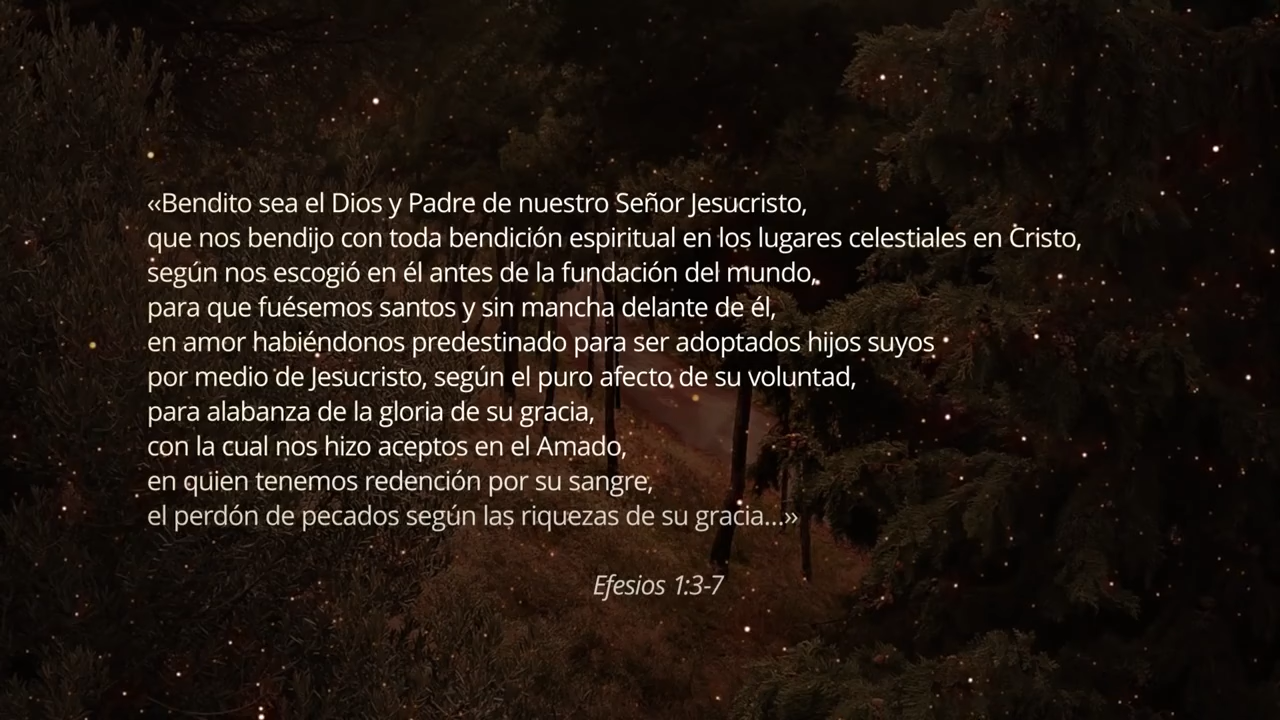 «Bendito sea el Dios y Padre de nuestro Señor Jesucristo,
que nos bendijo con toda bendición espiritual en los lugares celestiales en Cristo,
según nos escogió en él antes de la fundación del mundo,
para que fuésemos santos y sin mancha delante de él,
en amor habiéndonos predestinado para ser adoptados hijos suyos
por medio de Jesucristo, según el puro afecto de su voluntad,
para alabanza de la gloria de su gracia,
con la cual nos hizo aceptos en el Amado,
en quien tenemos redención por su sangre,
el perdón de pecados según las riquezas de su gracia...»
Efesios 1:3-7